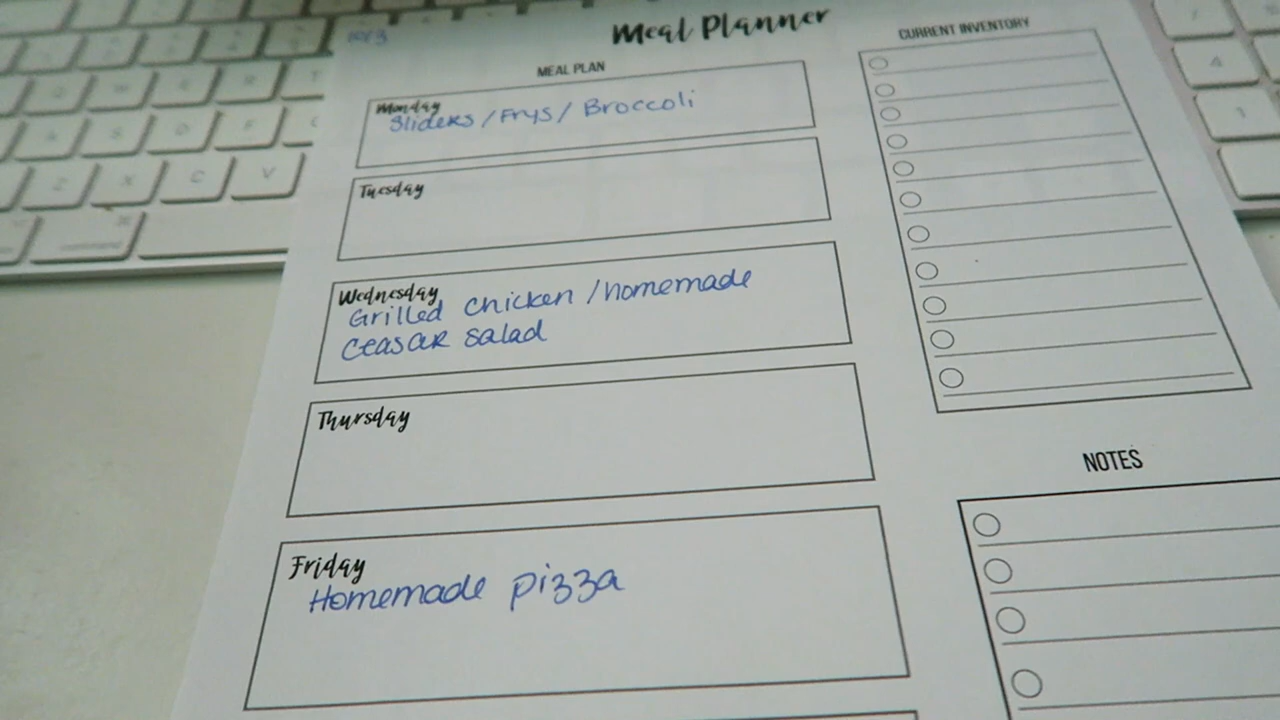 Meal Planner
MEAL PLAN
Monday
Sliders / Frys / Broccoli
Tuesday
Wednesday
Grilled chicken / homemade
ceasar salad
Thursday
Friday
Homemade pizza
CURRENT INVENTORY
NOTES